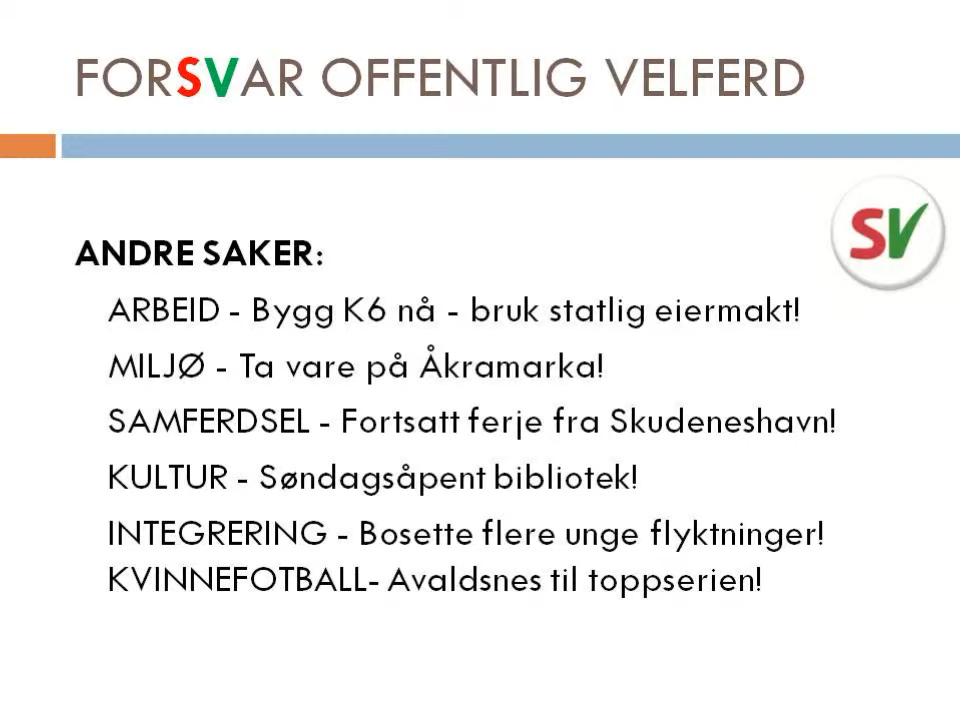 FORSVAR OFFENTLIG VELFERD
SV
ANDRE SAKER:
ARBEID - Bygg K6 nå - bruk statlig eiermakt!
MILJØ - Ta vare på Åkramarka!
SAMFERDSEL - Fortsatt ferje fra Skudeneshavn!
KULTUR - Søndagsåpent bibliotek!
INTEGRERING - Bosette flere unge flyktninger!
KVINNEFOTBALL- Avaldsnes til toppserien!